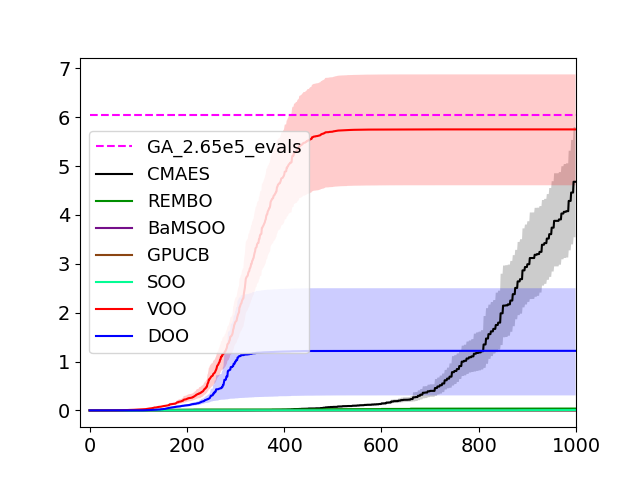 7
6
5
4
3
2
1
0
GA_2.65e5_evals
CMAES
REMBO
BaMSOO
GPUCB
SOO
VOO
DOO
0 200 400 600 800 1000